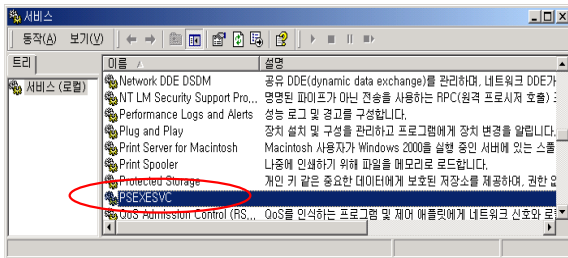 서비스
동작(A) 보기(V)
트리
이름 설명
서비스 (로컬)
Network DDE DSDM 공유 DDE(dynamic data exchange)를 관리하며, 네트워크 DDE가
NT LM Security Support Pro... 명명된 파이프가 아닌 전송을 사용하는 RPC(원격 프로시저 호출)
Performance Logs and Alerts 성능 로그 및 경고를 구성합니다.
Plug and Play 장치 설치 및 구성을 관리하고 프로그램에게 장치 변경을 알립니다.
Print Server for Macintosh Macintosh 사용자가 Windows 2000을 실행 중인 서버에 있는 스풀
Print Spooler 나중에 인쇄하기 위해 파일을 메모리로 로드합니다.
Protected Storage 개인 키 같은 중요한 데이터에게 보호된 저장소를 제공하여, 권한 없
PSEXESVC
QoS Admission Control (RS... QoS를 인식하는 프로그램 및 제어 애플릿에게 네트워크 신호와 로